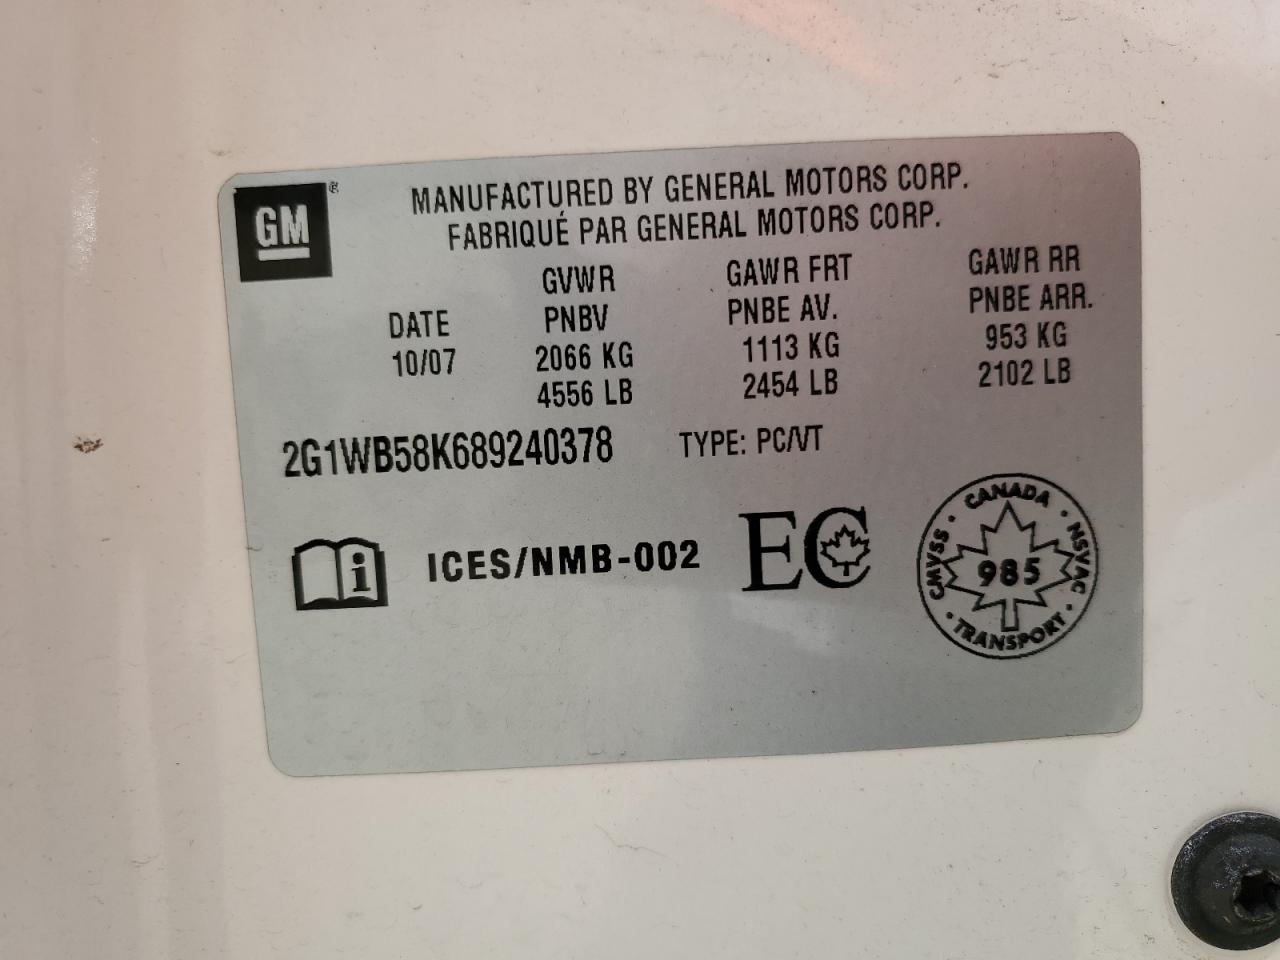 GM ®
MANUFACTURED BY GENERAL MOTORS CORP.
FABRIQUÉ PAR GENERAL MOTORS CORP.
GVWR GAWR FRT GAWR RR
DATE PNBV PNBE AV. PNBE ARR.
10/07 2066 KG 1113 KG 953 KG
4556 LB 2454 LB 2102 LB
2G1WB58K689240378 TYPE: PC/VT
i ICES/NMB-002 EC
CANADA
CMVSS 985 NSVAC
TRANSPORT